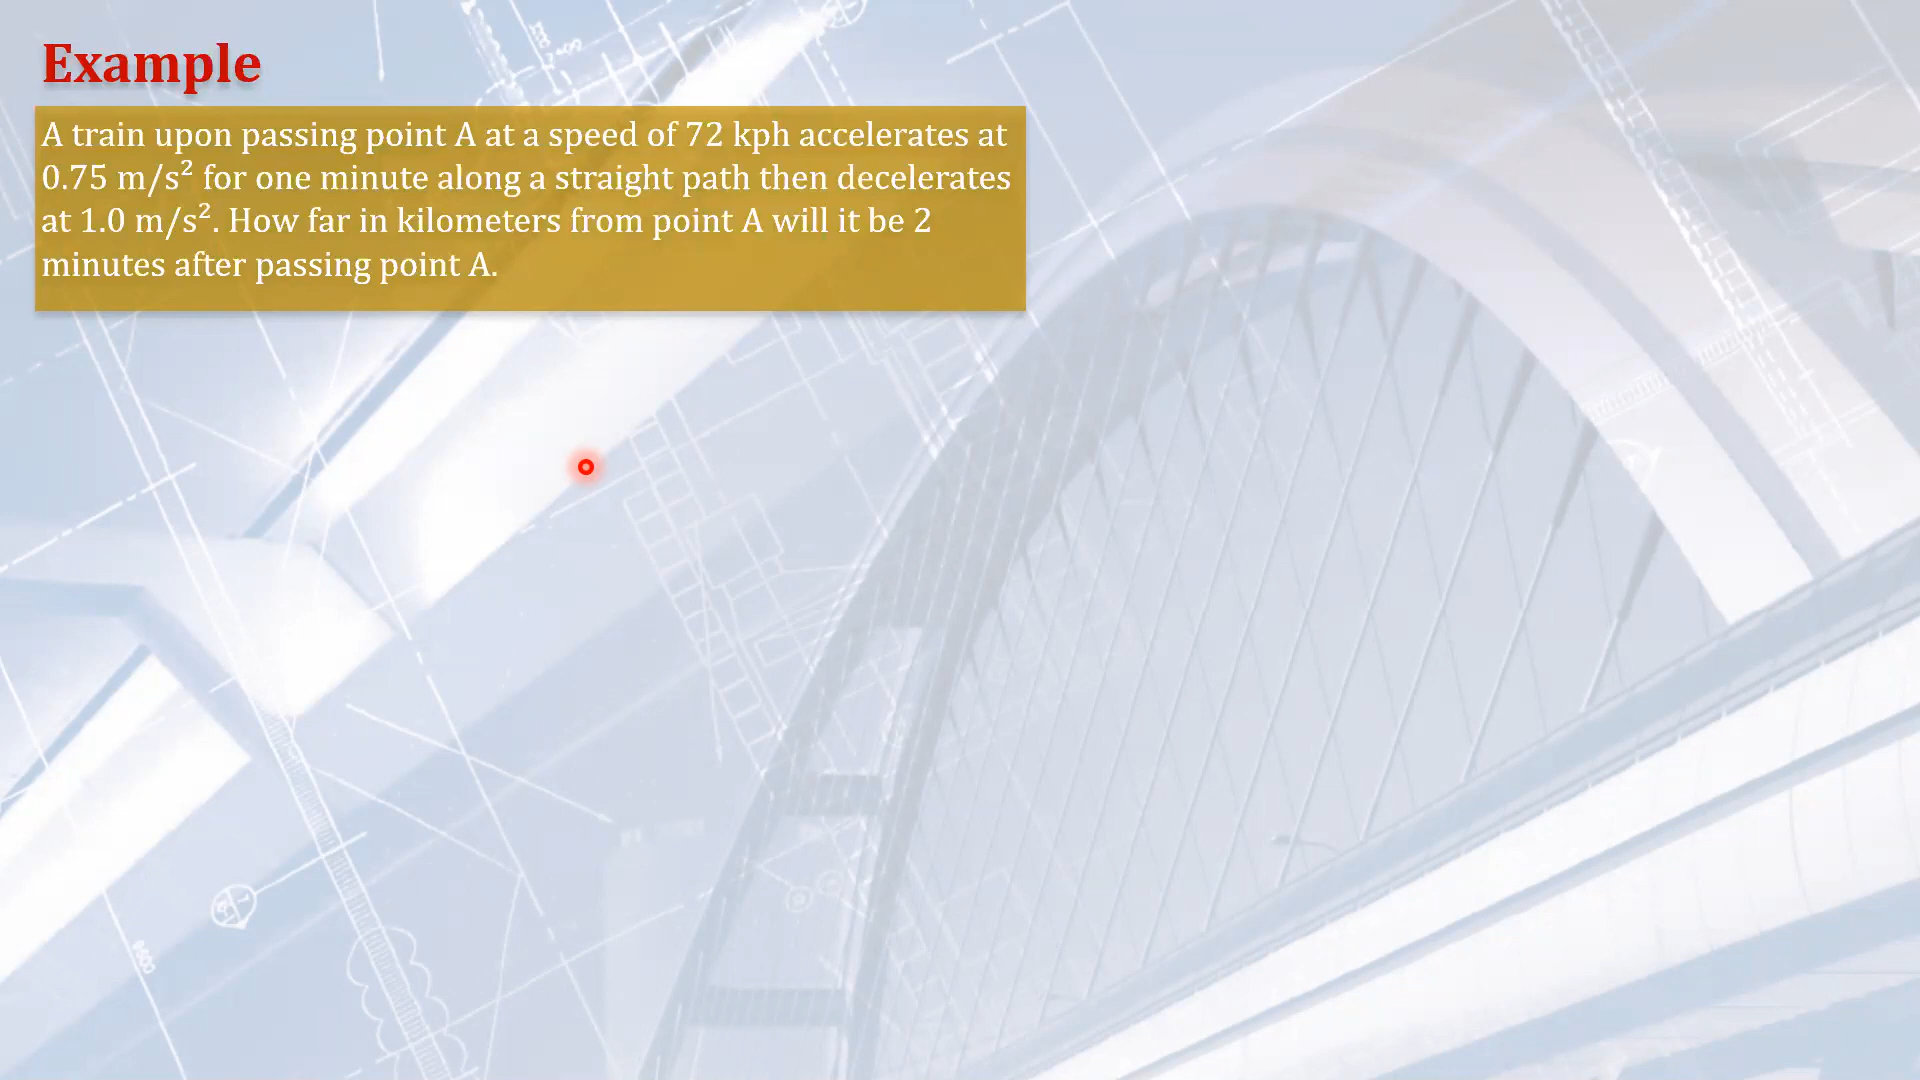 Example
A train upon passing point A at a speed of 72 kph accelerates at
0.75 m/s² for one minute along a straight path then decelerates
at 1.0 m/s². How far in kilometers from point A will it be 2
minutes after passing point A.